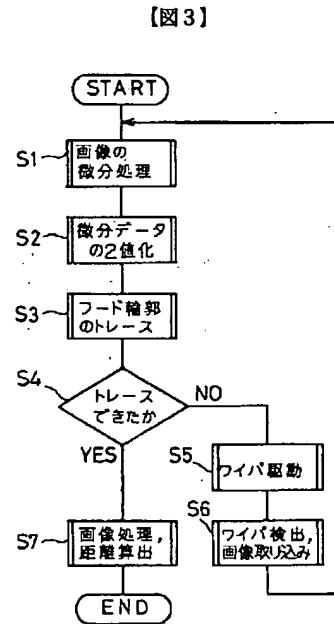 【図3】
START
S1
画像の
微分処理
S2
微分データ
の2値化
S3
フード輪郭
のトレース
S4
トレース
できたか
NO
YES
S5
ワイパ駆動
S6
ワイパ検出,
画像取り込み
S7
画像処理,
距離算出
END